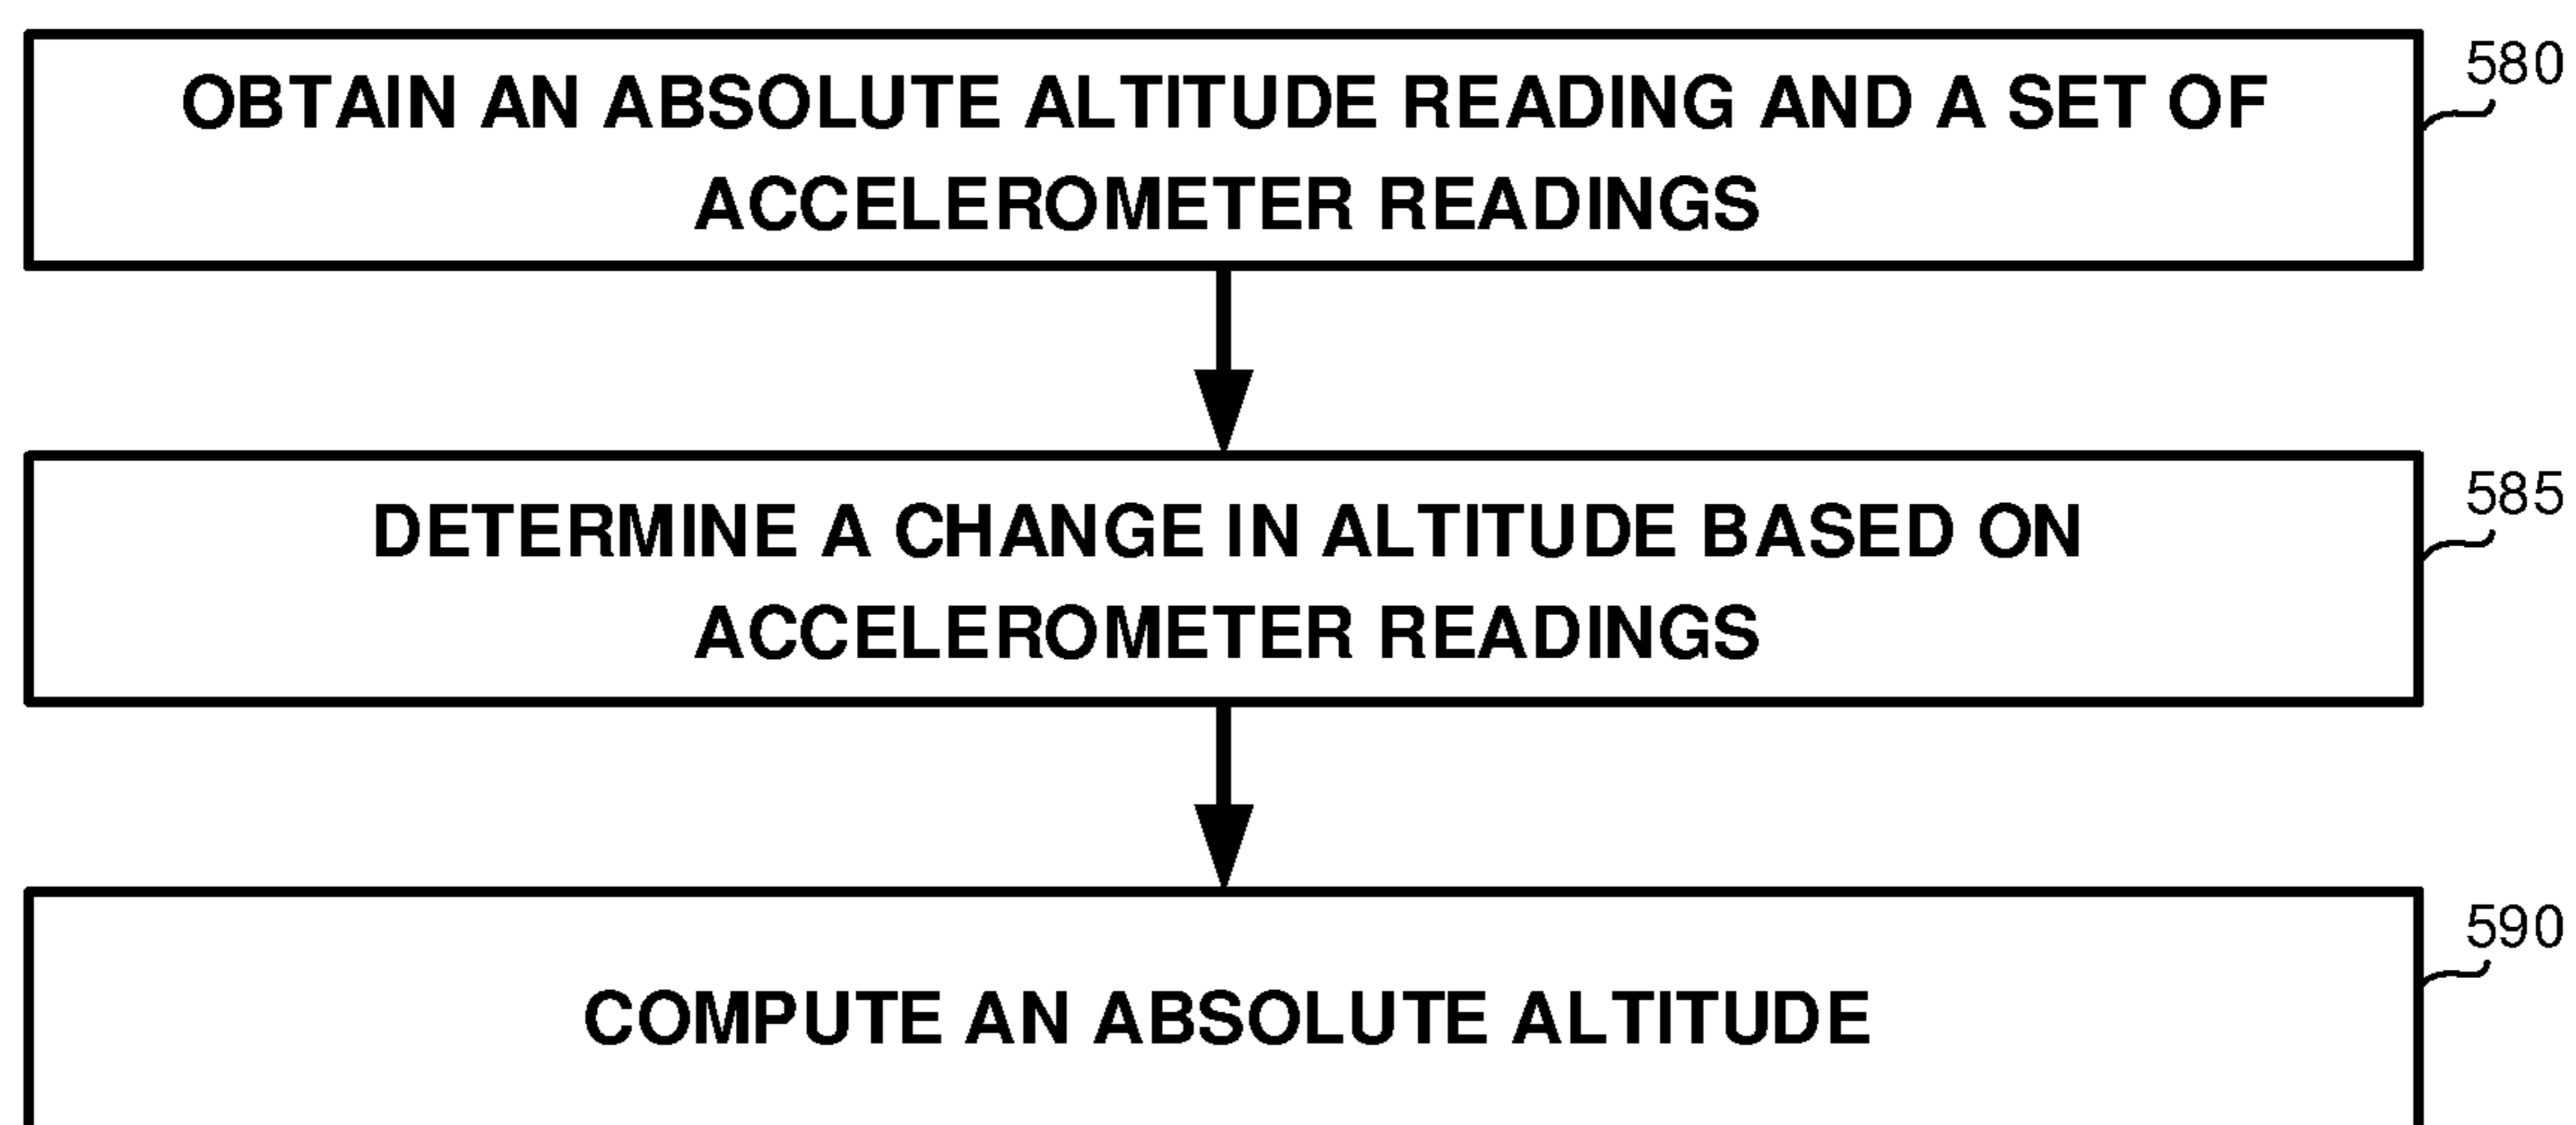 OBTAIN AN ABSOLUTE ALTITUDE READING AND A SET OF
ACCELEROMETER READINGS
580
DETERMINE A CHANGE IN ALTITUDE BASED ON
ACCELEROMETER READINGS
585
COMPUTE AN ABSOLUTE ALTITUDE
590